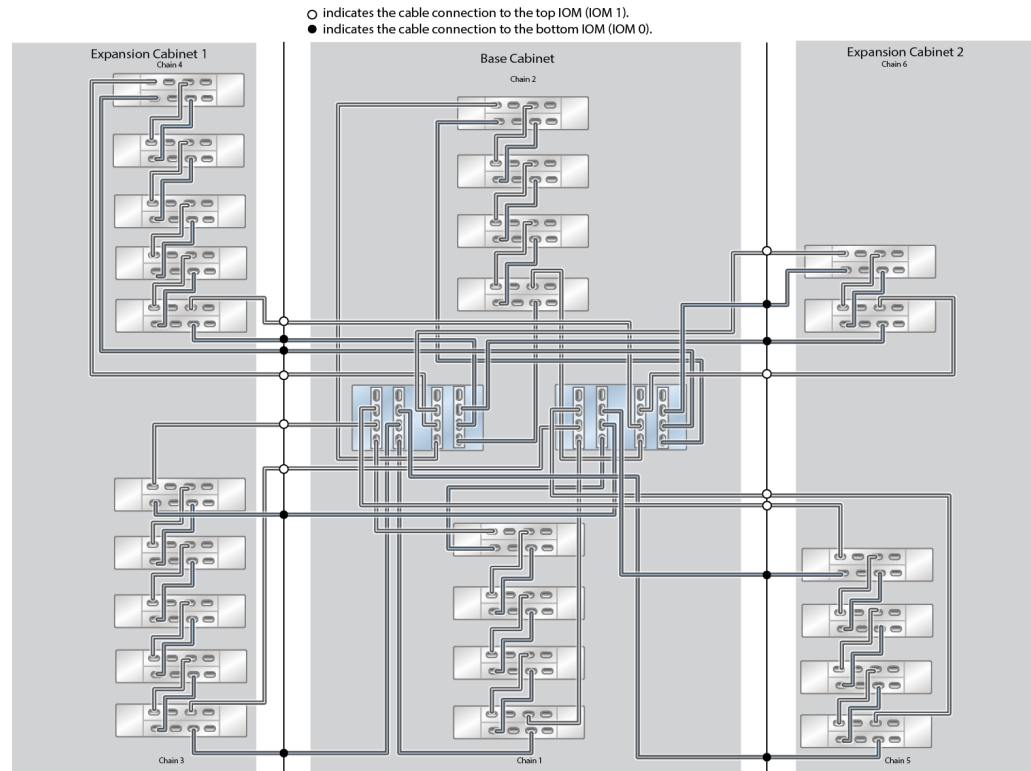 indicates the cable connection to the top IOM (IOM 1).
indicates the cable connection to the bottom IOM (IOM 0).
Expansion Cabinet 1
Chain 4
Base Cabinet
Chain 2
Expansion Cabinet 2
Chain 6
Chain 3
Chain 1
Chain 5